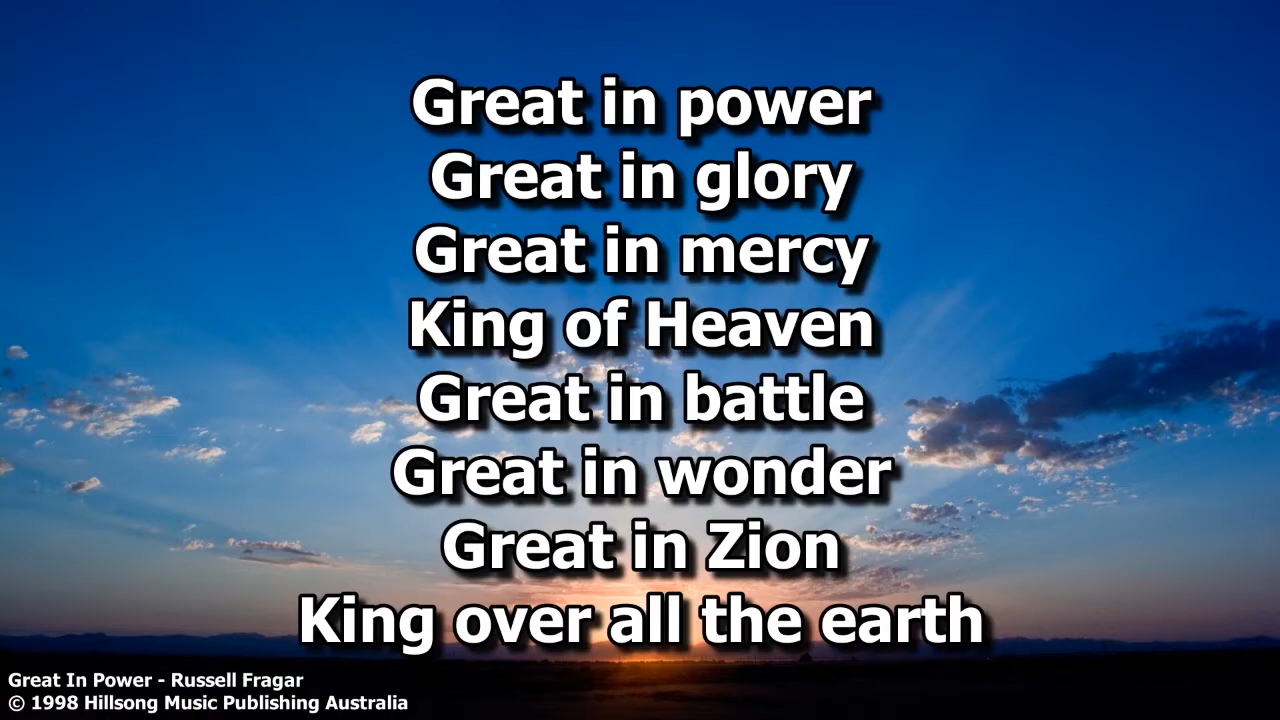 Great in power
Great in glory
Great in mercy
King of Heaven
Great in battle
Great in wonder
Great in Zion
King over all the earth
Great In Power - Russell Fragar
© 1998 Hillsong Music Publishing Australia